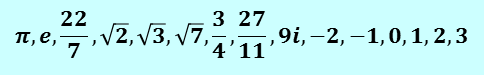 π, e, 22/7, √2, √3, √7, 3/4, 27/11, 9i, −2, −1, 0, 1, 2, 3